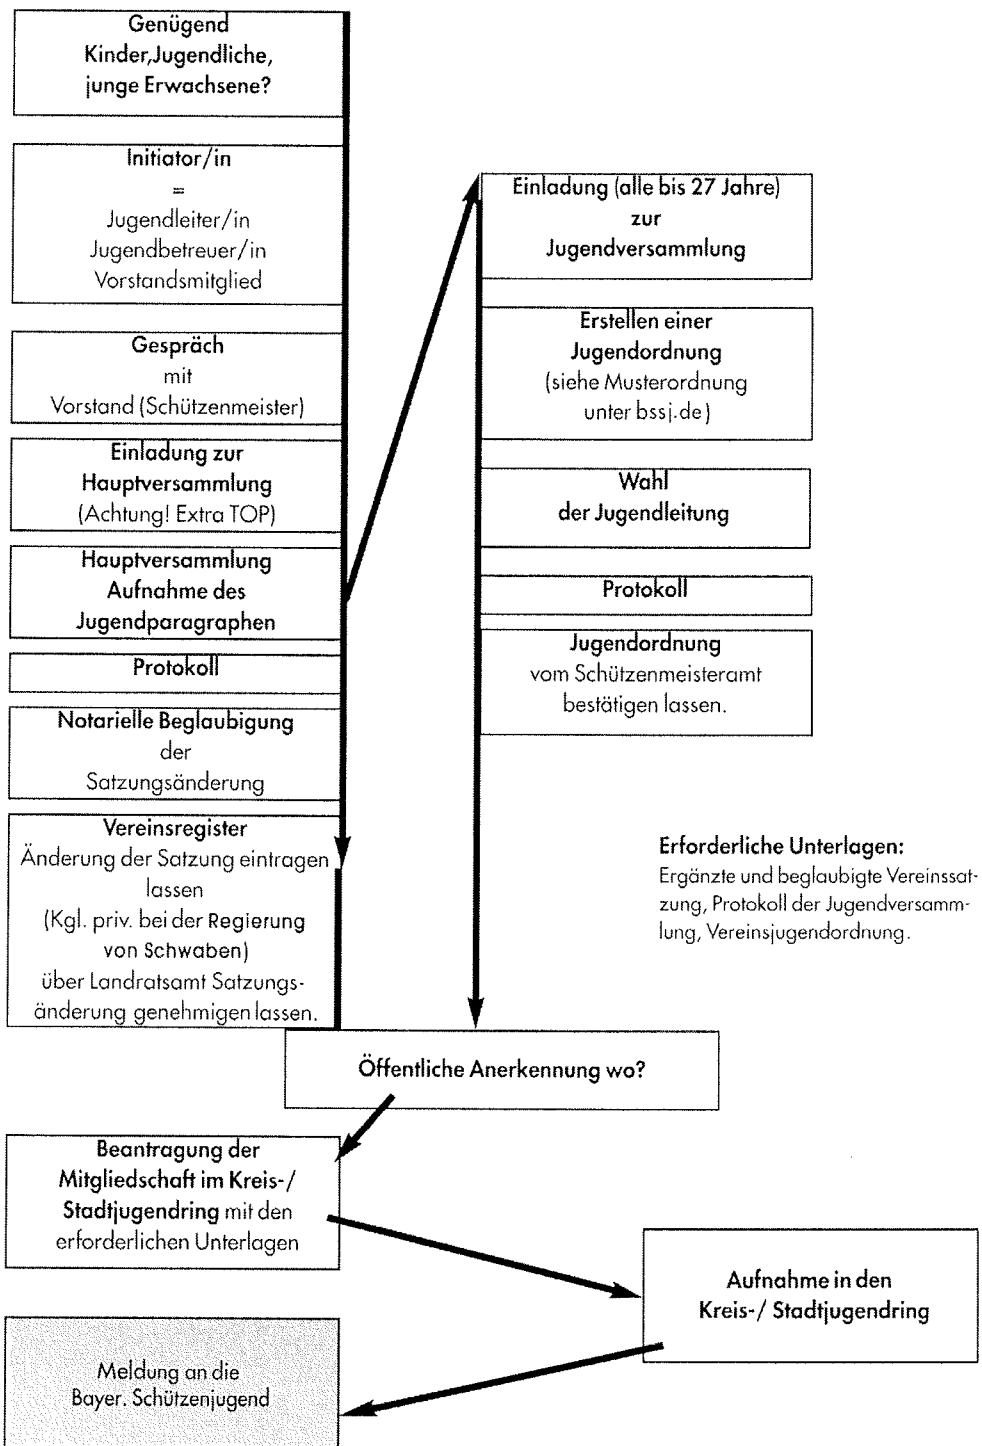 Genügend
Kinder,Jugendliche,
junge Erwachsene?
Initiator/in
=
Jugendleiter/in
Jugendbetreuer/in
Vorstandsmitglied
Gespräch
mit
Vorstand (Schützenmeister)
Einladung zur
Hauptversammlung
(Achtung! Extra TOP)
Hauptversammlung
Aufnahme des
Jugendparagraphen
Protokoll
Notarielle Beglaubigung
der
Satzungsänderung
Vereinsregister
Änderung der Satzung eintragen
lassen
(Kgl. priv. bei der Regierung
von Schwaben)
über Landratsamt Satzungs-
änderung genehmigen lassen.
Einladung (alle bis 27 Jahre)
zur
Jugendversammlung
Erstellen einer
Jugendordnung
(siehe Musterordnung
unter bssj.de)
Wahl
der Jugendleitung
Protokoll
Jugendordnung
vom Schützenmeisteramt
bestätigen lassen.
Erforderliche Unterlagen:
Ergänzte und beglaubigte Vereinssat-
zung, Protokoll der Jugendversamm-
lung, Vereinsjugendordnung.
Öffentliche Anerkennung wo?
Beantragung der
Mitgliedschaft im Kreis-/
Stadtjugendring mit den
erforderlichen Unterlagen
Aufnahme in den
Kreis-/ Stadtjugendring
Meldung an die
Bayer. Schützenjugend